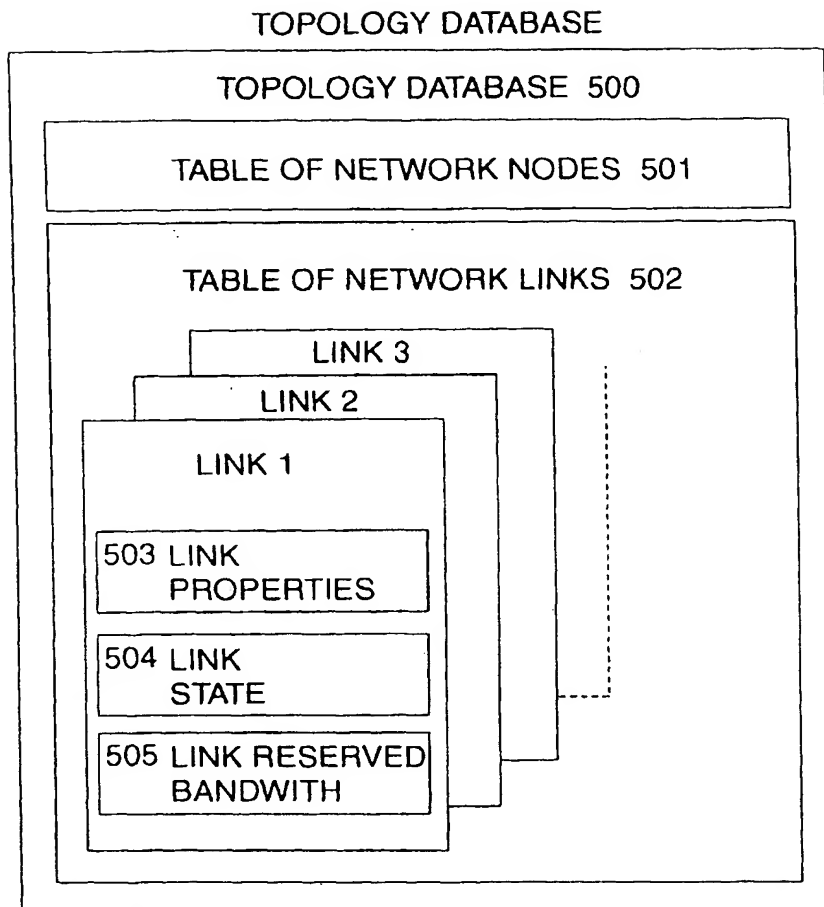 TOPOLOGY DATABASE
TOPOLOGY DATABASE 500
TABLE OF NETWORK NODES 501
TABLE OF NETWORK LINKS 502
LINK 3
LINK 2
LINK 1
503 LINK
PROPERTIES
504 LINK
STATE
505 LINK RESERVED
BANDWITH